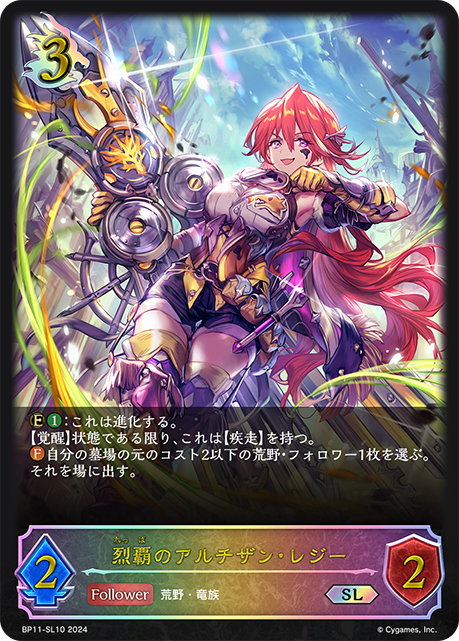 3
E 1：これは進化する。
【覚醒】状態である限り、これは【疾走】を持つ。
F 自分の墓場の元のコスト2以下の荒野・フォロワー1枚を選ぶ。
それを場に出す。
れっぱ
烈覇のアルチザン・レジー
2
Follower 荒野・竜族 SL
2
BP11-SL10 2024 © Cygames, Inc.